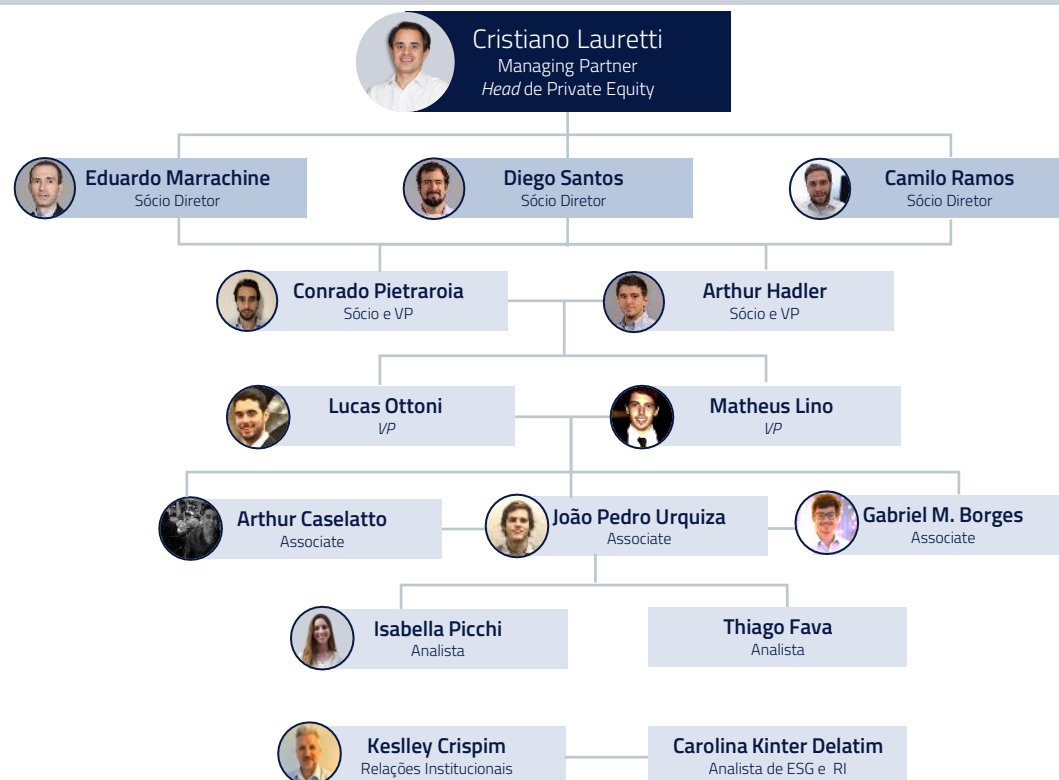 Cristiano Lauretti
Managing Partner
Head de Private Equity
Eduardo Marrachine
Sócio Diretor
Diego Santos
Sócio Diretor
Camilo Ramos
Sócio Diretor
Conrado Pietraroia
Sócio e VP
Arthur Hadler
Sócio e VP
Lucas Ottoni
VP
Matheus Lino
VP
Arthur Caselatto
Associate
João Pedro Urquiza
Associate
Gabriel M. Borges
Associate
Isabella Picchi
Analista
Thiago Fava
Analista
Keslley Crispim
Relações Institucionais
Carolina Kinter Delatim
Analista de ESG e RI